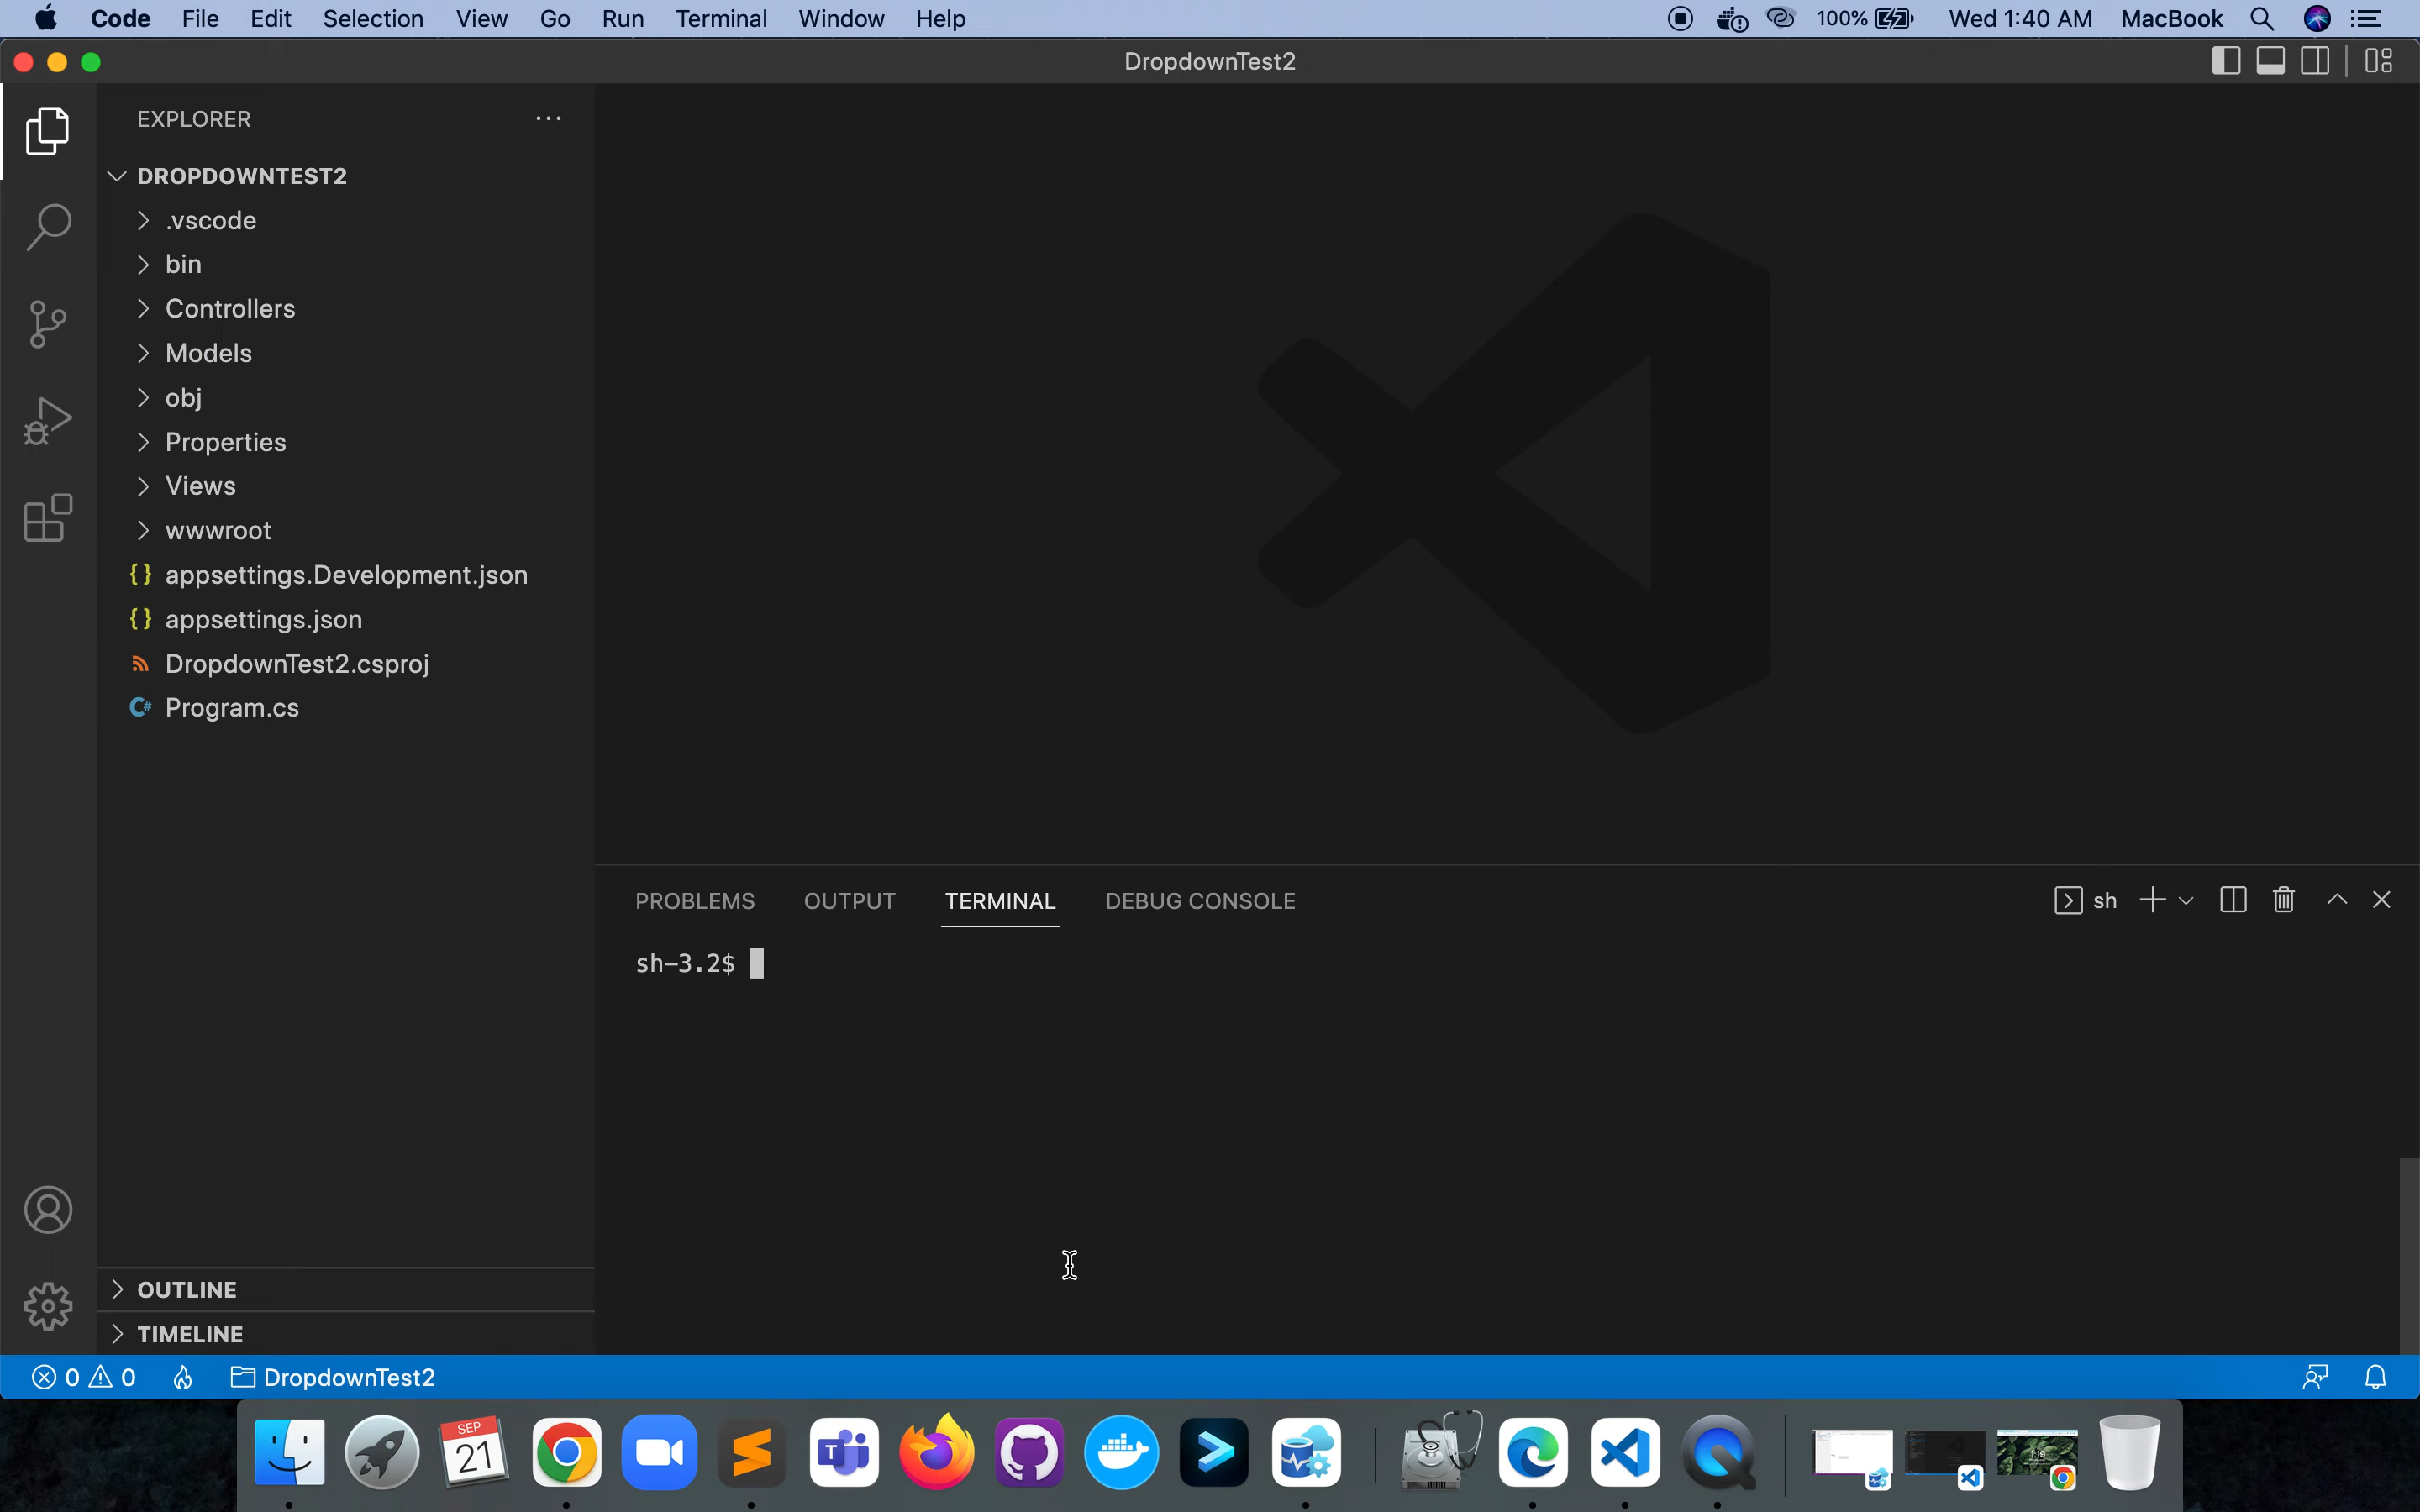 Code File Edit Selection View Go Run Terminal Window Help 100% Wed 1:40 AM MacBook
DropdownTest2
EXPLORER
DROPDOWNTEST2
.vscode
bin
Controllers
Models
obj
Properties
Views
wwwroot
{} appsettings.Development.json
{} appsettings.json
DropdownTest2.csproj
C# Program.cs
PROBLEMS OUTPUT TERMINAL DEBUG CONSOLE sh
sh-3.2$
OUTLINE
TIMELINE
0 0 DropdownTest2
SEP
21
T
1:19